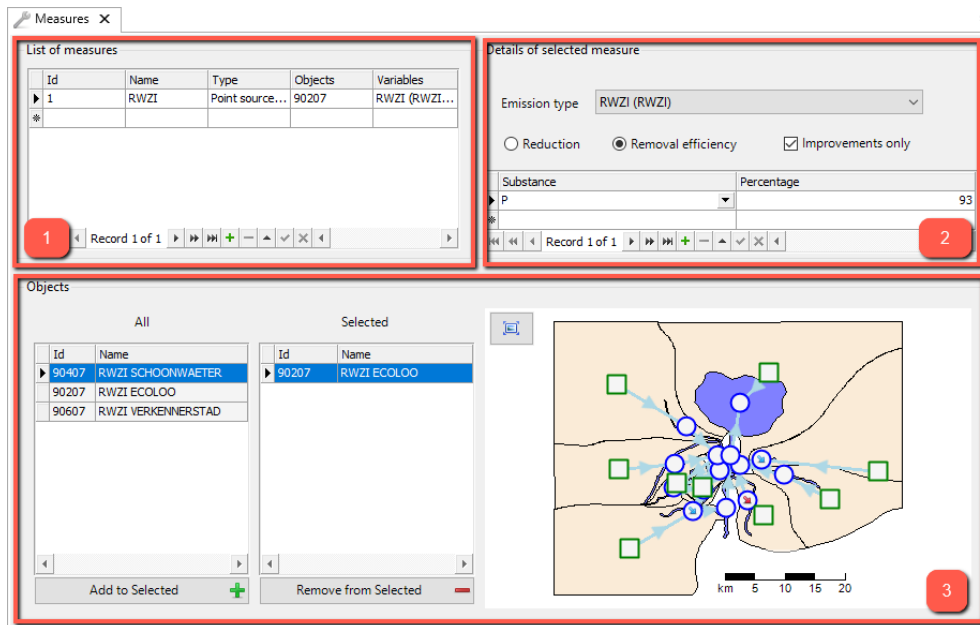 Measures
List of measures
Id Name Type Objects Variables
1 RWZI Point source... 90207 RWZI (RWZI...
1
Record 1 of 1
Details of selected measure
Emission type RWZI (RWZI)
Reduction Removal efficiency Improvements only
Substance Percentage
P 93
Record 1 of 1
2
Objects
All
Id Name
90407 RWZI SCHOONWAETER
90207 RWZI ECOLOO
90607 RWZI VERKENNERSTAD
Add to Selected
Selected
Id Name
90207 RWZI ECOLOO
Remove from Selected
km 5 10 15 20
3